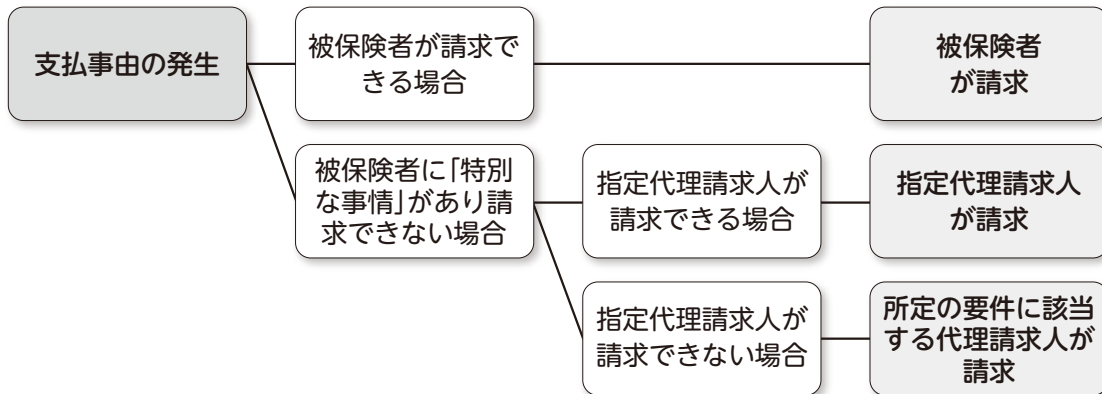 支払事由の発生
被保険者が請求で
きる場合
被保険者
が請求
被保険者に「特別
な事情」があり請
求できない場合
指定代理請求人が
請求できる場合
指定代理請求人
が請求
指定代理請求人が
請求できない場合
所定の要件に該当
する代理請求人が
請求